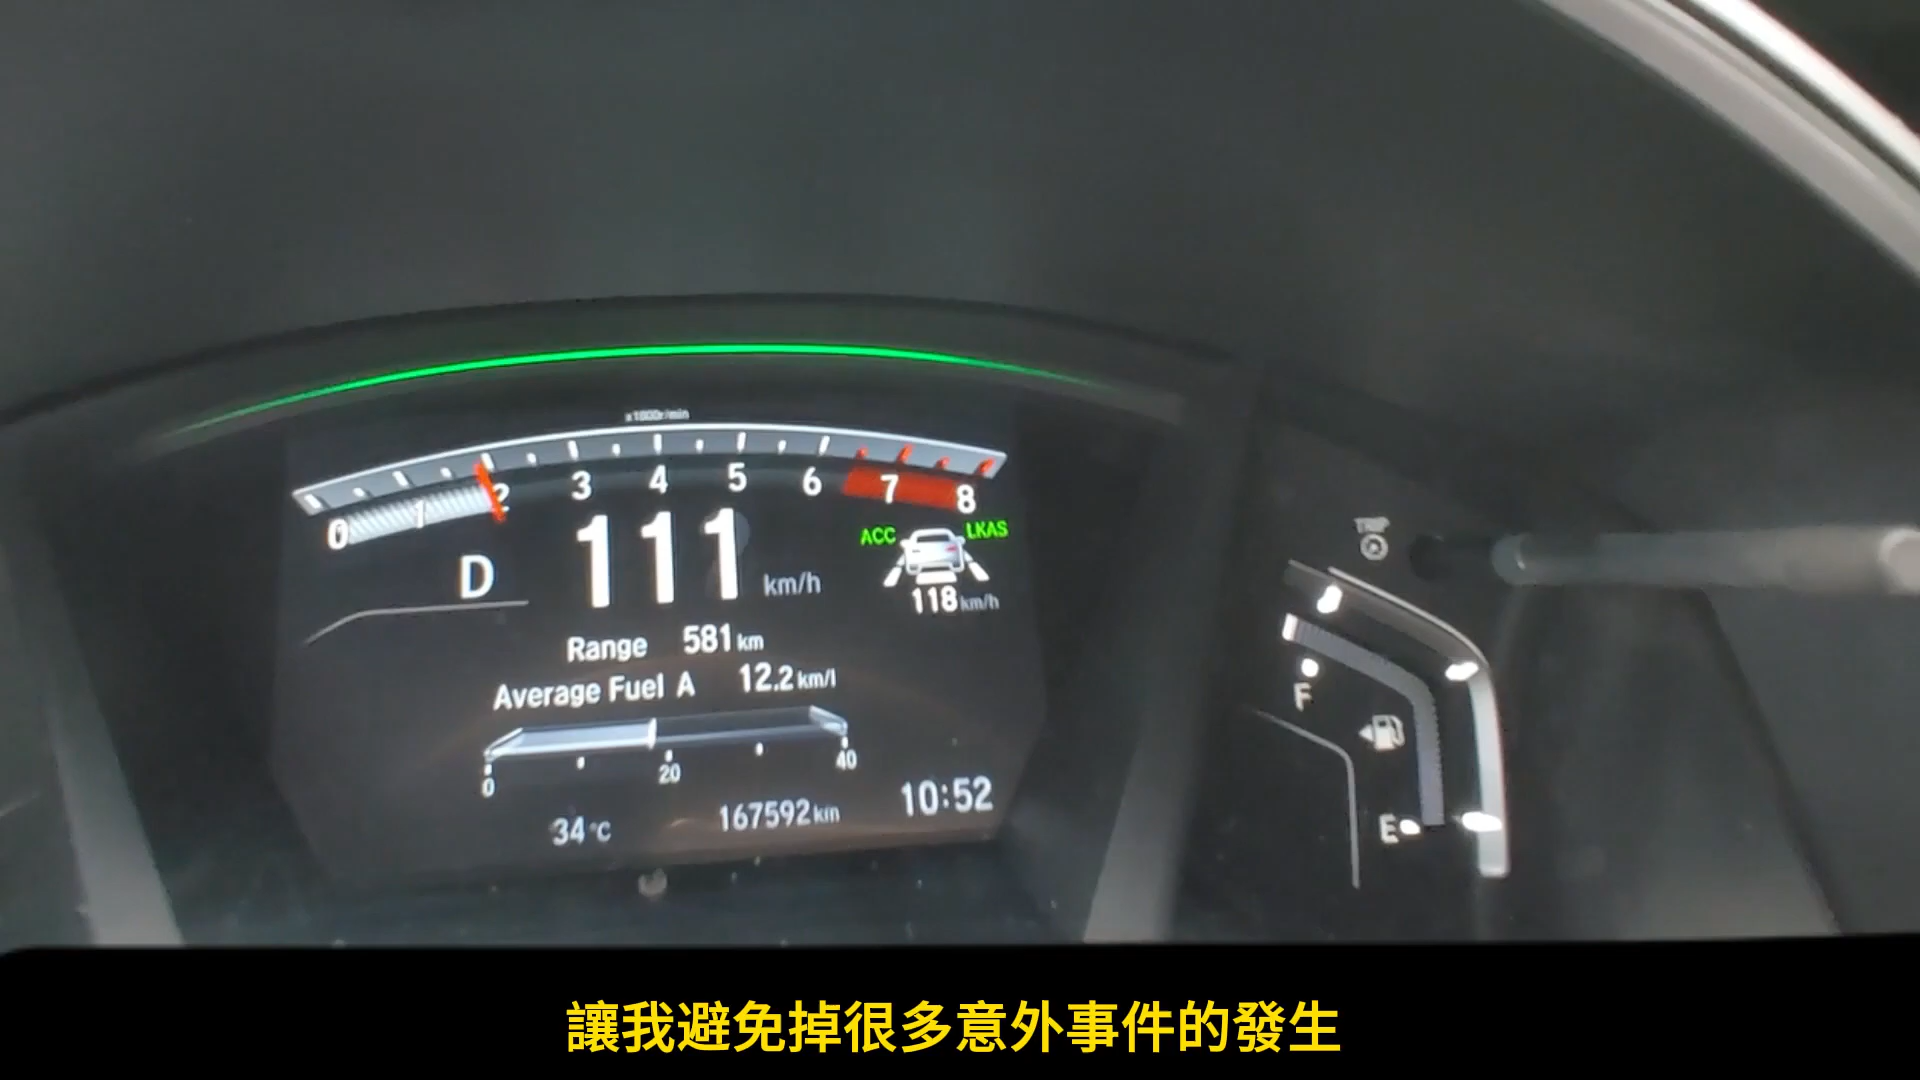 x1000r/min
0 1 2 3 4 5 6 7 8
D 111 km/h
ACC LKAS
118 km/h
Range 581 km
Average Fuel A 12.2 km/l
0 20 40
34 °C 167592 km 10:52
TRIP
F
E
讓我避免掉很多意外事件的發生